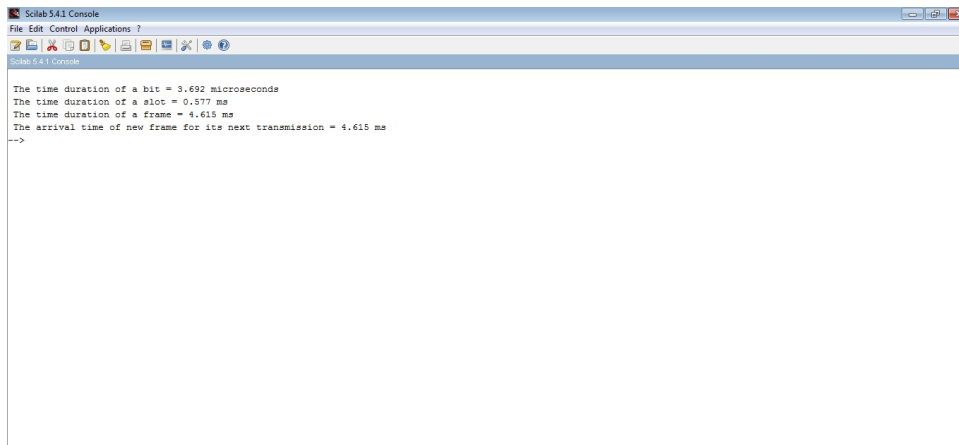 Scilab 5.4.1 Console
File Edit Control Applications ?
Scilab 5.4.1 Console
The time duration of a bit = 3.692 microseconds
The time duration of a slot = 0.577 ms
The time duration of a frame = 4.615 ms
The arrival time of new frame for its next transmission = 4.615 ms
-->